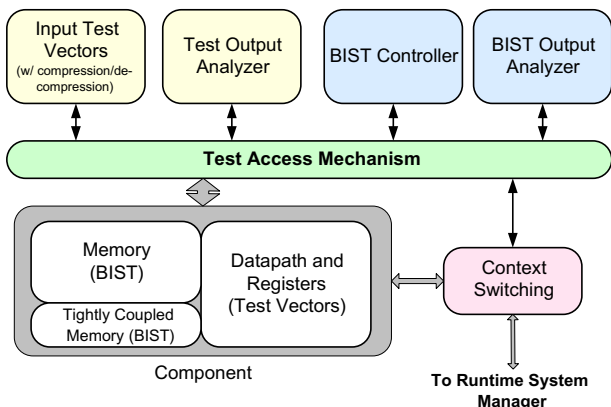 Input Test
Vectors
(w/ compression/de-
compression)
Test Output
Analyzer
BIST Controller
BIST Output
Analyzer
Test Access Mechanism
Memory
(BIST)
Tightly Coupled
Memory (BIST)
Datapath and
Registers
(Test Vectors)
Component
Context
Switching
To Runtime System
Manager